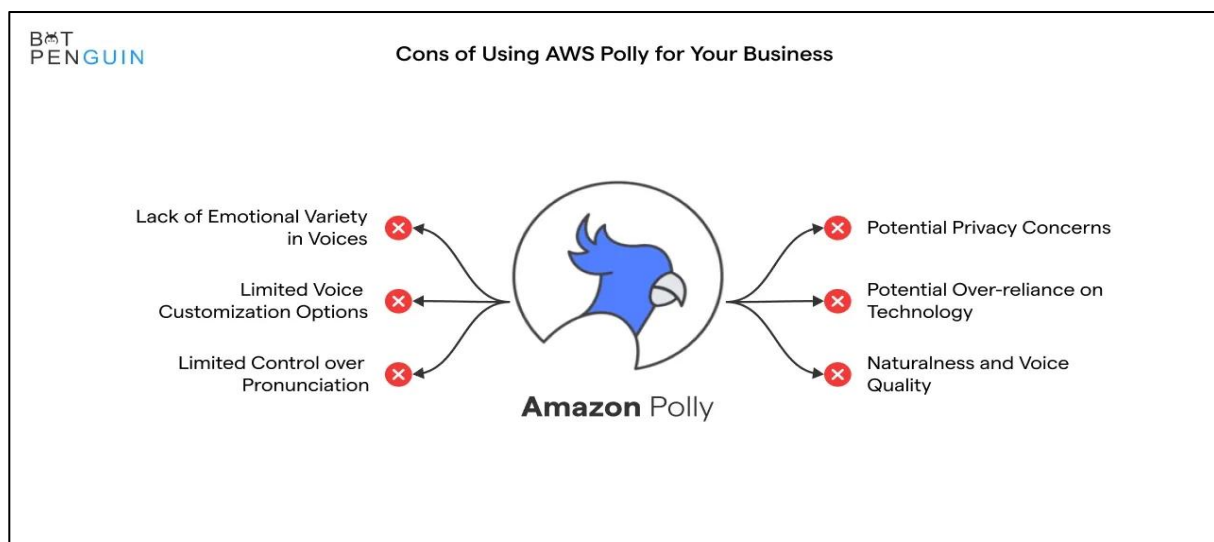 BOT
PENGUIN
Cons of Using AWS Polly for Your Business
Lack of Emotional Variety
in Voices
Limited Voice
Customization Options
Limited Control over
Pronunciation
Potential Privacy Concerns
Potential Over-reliance on
Technology
Naturalness and Voice
Quality
Amazon Polly